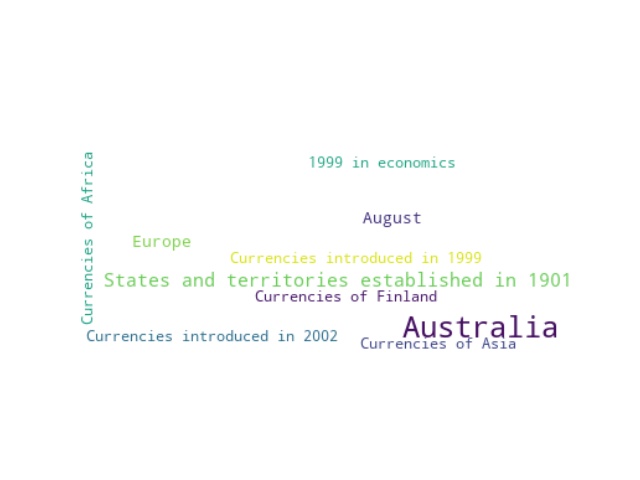 Currencies of Africa
1999 in economics
August
Europe
Currencies introduced in 1999
States and territories established in 1901
Currencies of Finland
Australia
Currencies introduced in 2002
Currencies of Asia